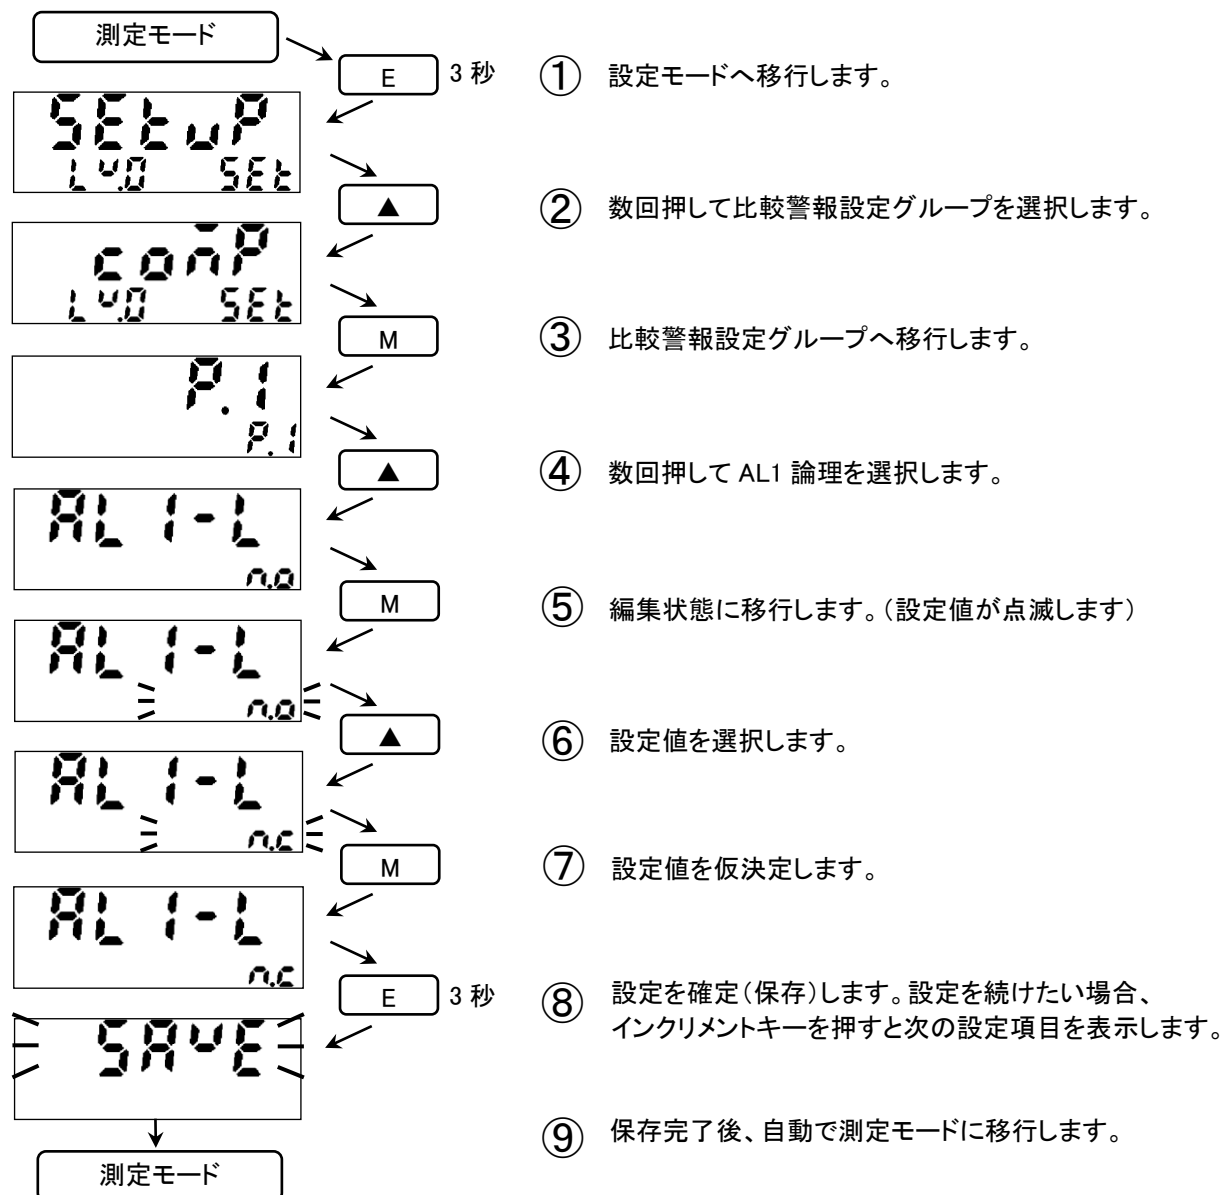 測定モード
E 3 秒 ① 設定モードへ移行します。
SEtuP
Lv.0 SEt
▲ ② 数回押して比較警報設定グループを選択します。
comP
Lv.0 SEt
M ③ 比較警報設定グループへ移行します。
P.1
P.1
▲ ④ 数回押して AL1 論理を選択します。
AL1-L
n.o
M ⑤ 編集状態に移行します。(設定値が点滅します)
AL1-L
n.o
▲ ⑥ 設定値を選択します。
AL1-L
n.c
M ⑦ 設定値を仮決定します。
AL1-L
n.c
E 3 秒 ⑧ 設定を確定(保存)します。設定を続けたい場合、
インクリメントキーを押すと次の設定項目を表示します。
SAvE
⑨ 保存完了後、自動で測定モードに移行します。
測定モード